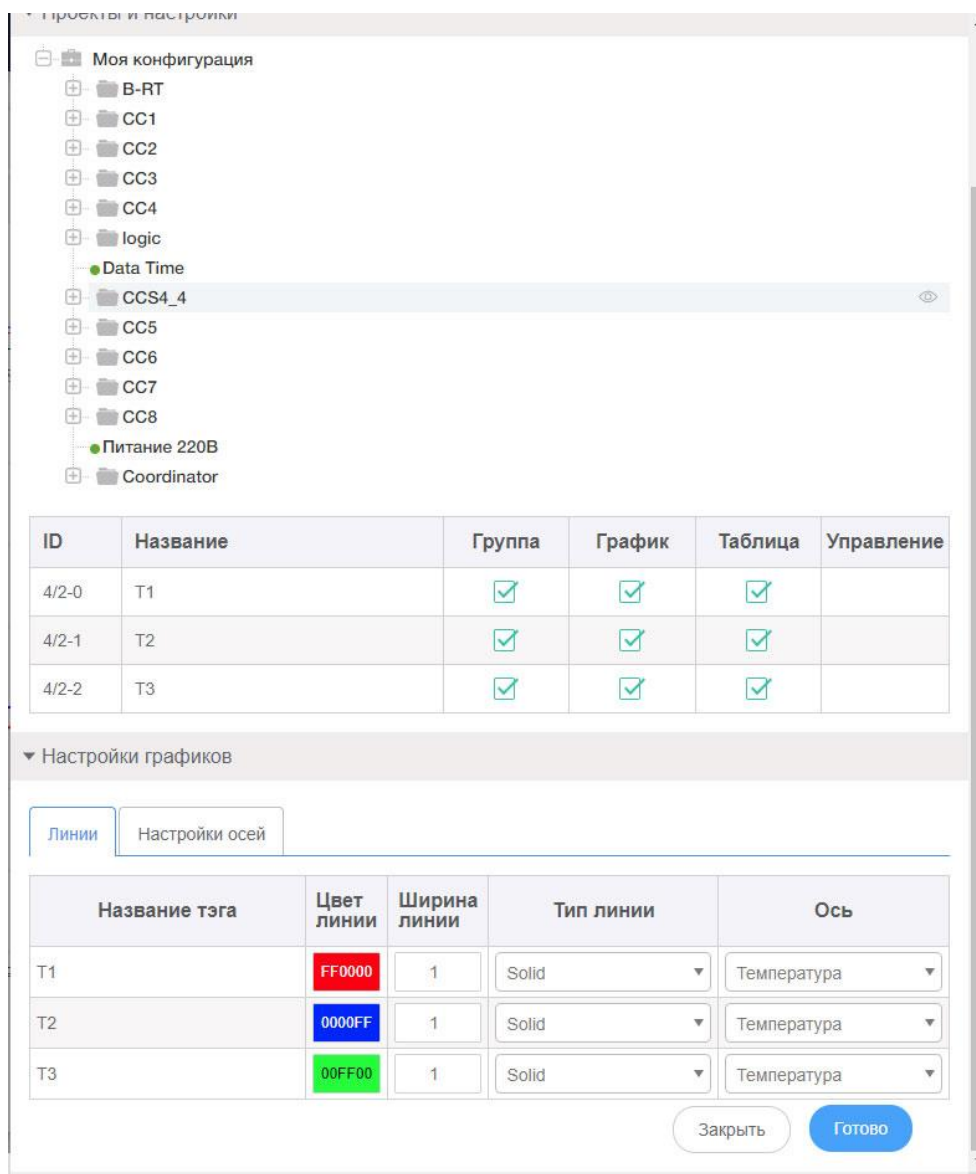 Проекты и настройки
Моя конфигурация
B-RT
CC1
CC2
CC3
CC4
logic
Data Time
CCS4_4
CC5
CC6
CC7
CC8
Питание 220В
Coordinator
ID Название Группа График Таблица Управление
4/2-0 T1
4/2-1 T2
4/2-2 T3
Настройки графиков
Линии Настройки осей
Название тэга Цвет линии Ширина линии Тип линии Ось
T1 FF0000 1 Solid Температура
T2 0000FF 1 Solid Температура
T3 00FF00 1 Solid Температура
Закрыть Готово